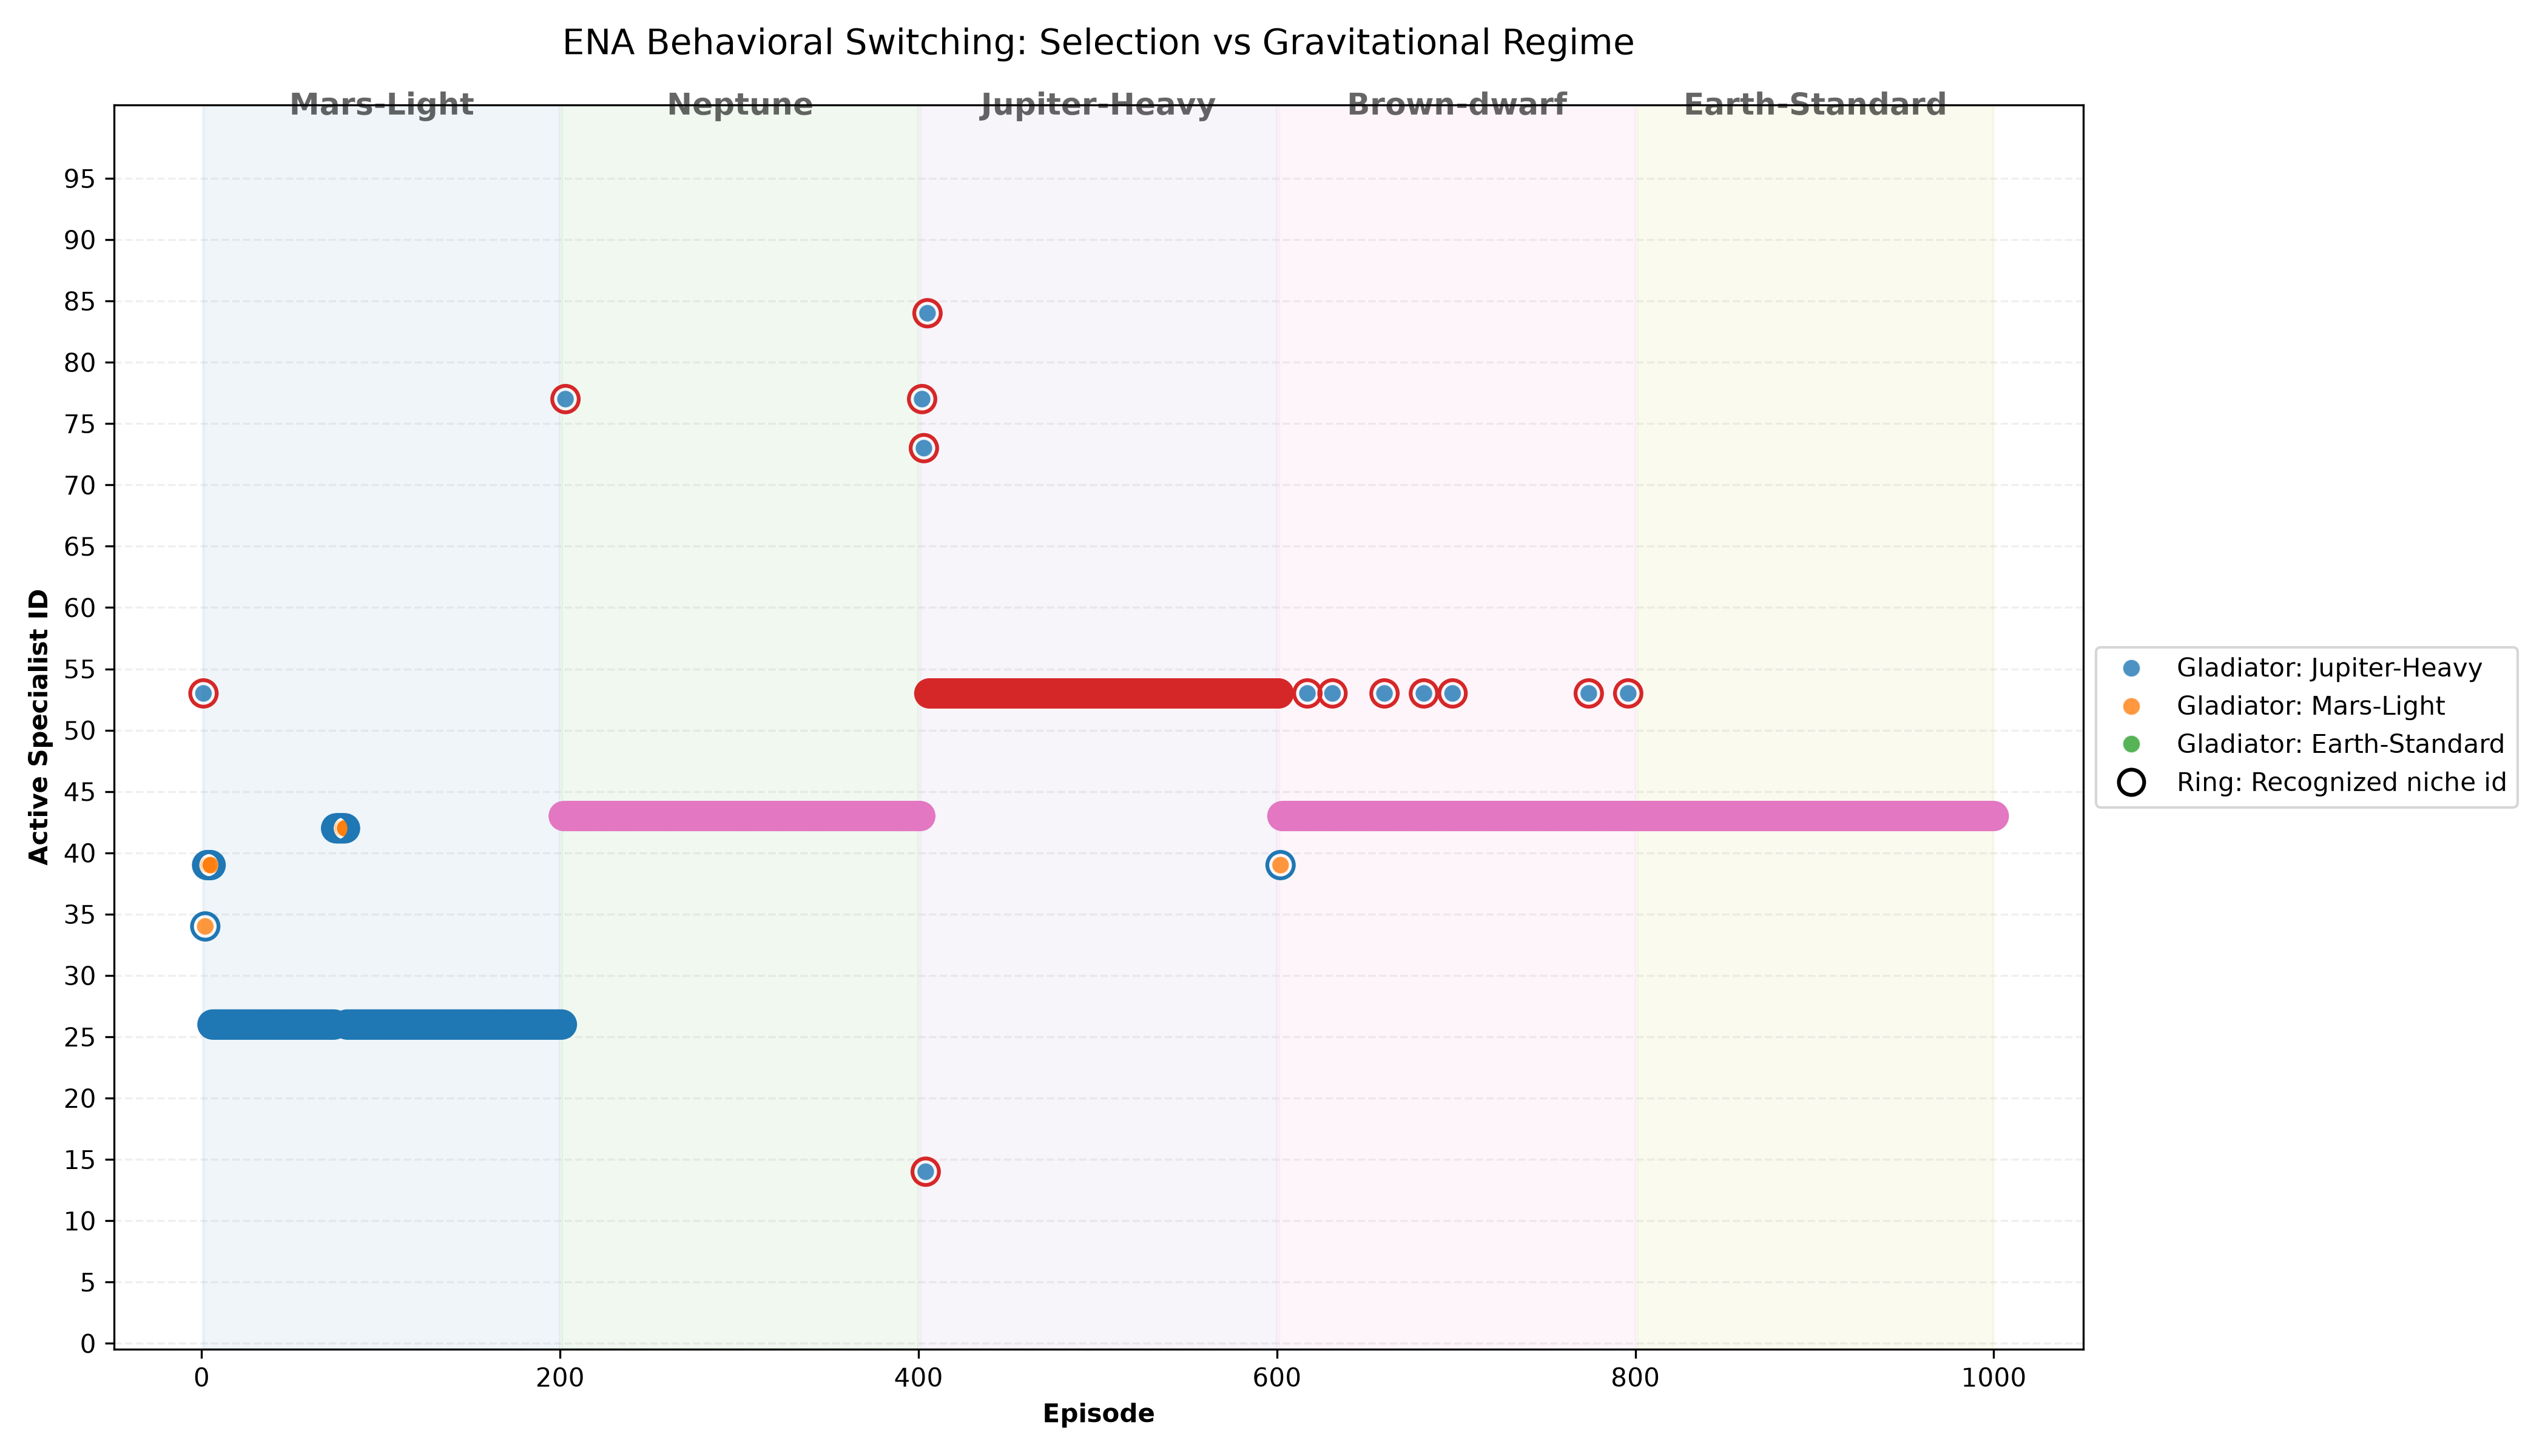 ENA Behavioral Switching: Selection vs Gravitational Regime
Mars-Light
Neptune
Jupiter-Heavy
Brown-dwarf
Earth-Standard
95
90
85
80
75
70
65
60
55
50
45
40
35
30
25
20
15
10
5
0
Active Specialist ID
0
200
400
600
800
1000
Episode
Gladiator: Jupiter-Heavy
Gladiator: Mars-Light
Gladiator: Earth-Standard
Ring: Recognized niche id